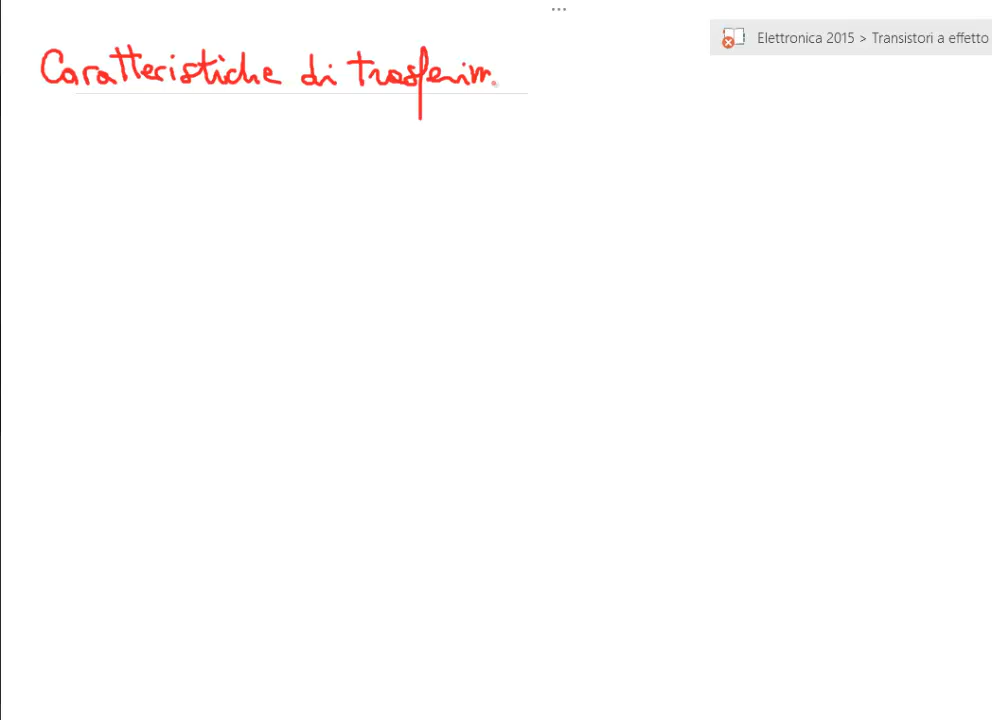 Elettronica 2015 > Transistori a effetto
Caratteristiche di trasferim.